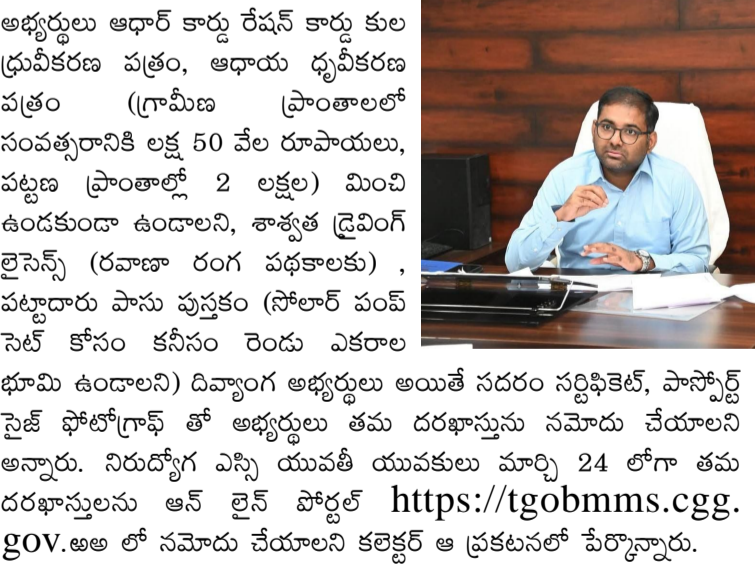 అభ్యర్థులు ఆధార్ కార్డు రేషన్ కార్డు కుల
ధ్రువీకరణ పత్రం, ఆధాయ ధృవీకరణ
పత్రం (గ్రామీణ ప్రాంతాలలో
సంవత్సరానికి లక్ష 50 వేల రూపాయలు,
పట్టణ ప్రాంతాల్లో 2 లక్షల) మించి
ఉండకుండా ఉండాలని, శాశ్వత డ్రైవింగ్
లైసెన్స్ (రవాణా రంగ పథకాలకు) ,
పట్టాదారు పాసు పుస్తకం (సోలార్ పంప్
సెట్ కోసం కనీసం రెండు ఎకరాల
భూమి ఉండాలని) దివ్యాంగ అభ్యర్థులు అయితే సదరం సర్టిఫికెట్, పాస్పోర్ట్
సైజ్ ఫోటోగ్రాఫ్ తో అభ్యర్థులు తమ దరఖాస్తును నమోదు చేయాలని
అన్నారు. నిరుద్యోగ ఎస్సి యువతీ యువకులు మార్చి 24 లోగా తమ
దరఖాస్తులను ఆన్ లైన్ పోర్టల్ https://tgobmms.cgg.
gov.ఱఅ లో నమోదు చేయాలని కలెక్టర్ ఆ ప్రకటనలో పేర్కొన్నారు.